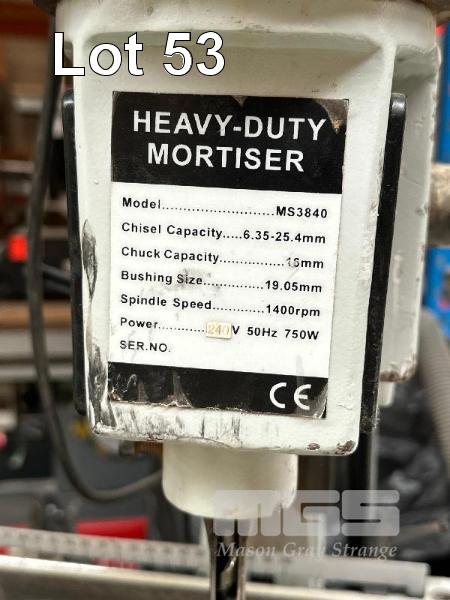 Lot 53
HEAVY-DUTY
MORTISER
Model...........................MS3840
Chisel Capacity.....6.35-25.4mm
Chuck Capacity................16mm
Bushing Size...............19.05mm
Spindle Speed.............1400rpm
Power...........240V 50Hz 750W
SER.NO.
CE
MGS
Mason Gray Strange